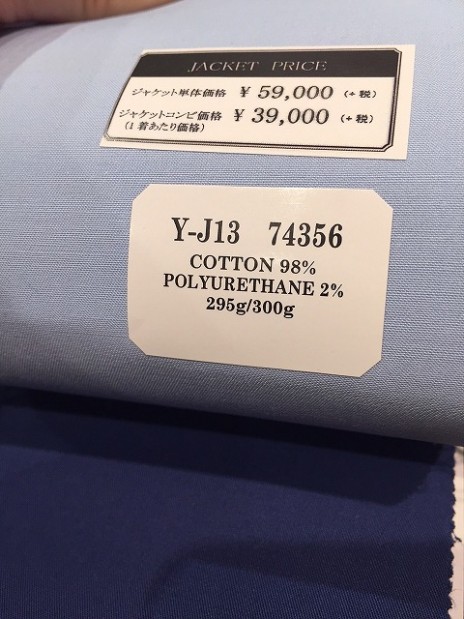 JACKET PRICE
ジャケット単体価格 ¥ 59,000 (+税)
ジャケットコンビ価格 ¥ 39,000 (+税)
(1着あたり価格)
Y-J13 74356
COTTON 98%
POLYURETHANE 2%
295g/300g